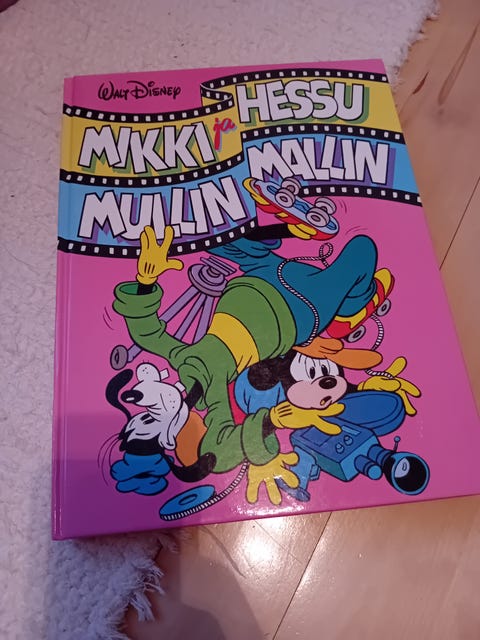 WALT DISNEY
MIKKI ja HESSU
MULLIN MALLIN